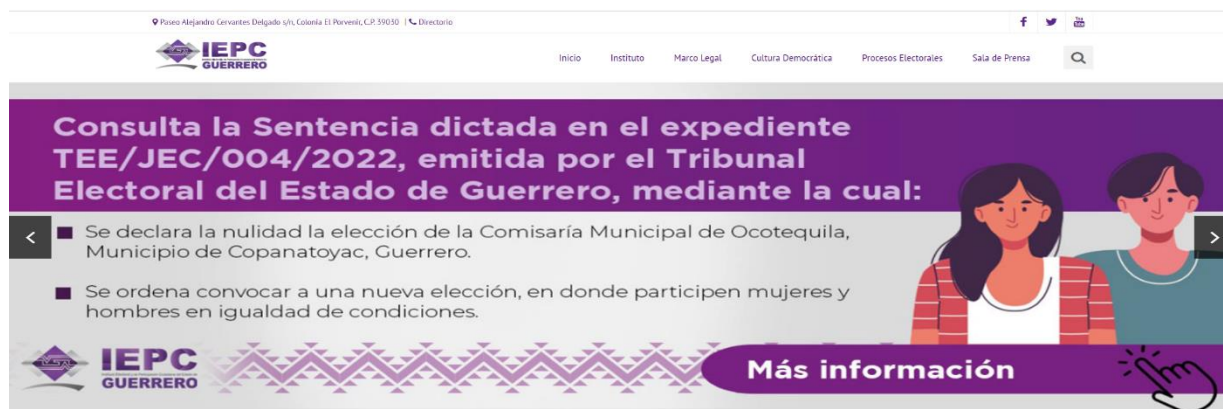 Paseo Alejandro Cervantes Delgado s/n, Colonia El Porvenir, C.P. 39030 | Directorio
IEPC
GUERRERO
Inicio Instituto Marco Legal Cultura Democrática Procesos Electorales Sala de Prensa
Consulta la Sentencia dictada en el expediente
TEE/JEC/004/2022, emitida por el Tribunal
Electoral del Estado de Guerrero, mediante la cual:
Se declara la nulidad la elección de la Comisaría Municipal de Ocotequila,
Municipio de Copanatoyac, Guerrero.
Se ordena convocar a una nueva elección, en donde participen mujeres y
hombres en igualdad de condiciones.
IEPC
GUERRERO
Más información